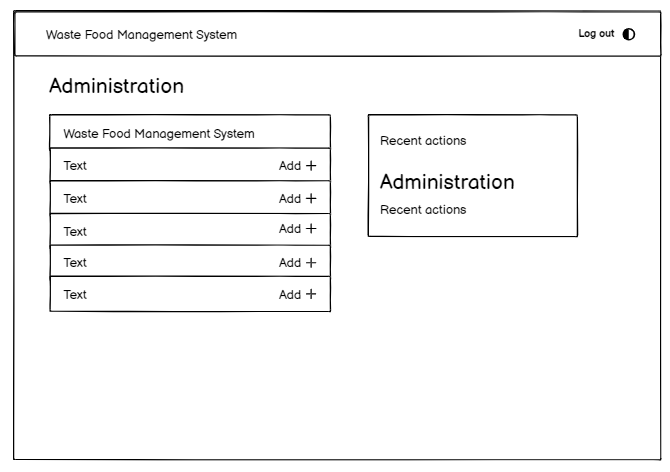 Waste Food Management System
Log out
Administration
Waste Food Management System
Text Add +
Text Add +
Text Add +
Text Add +
Text Add +
Recent actions
Administration
Recent actions